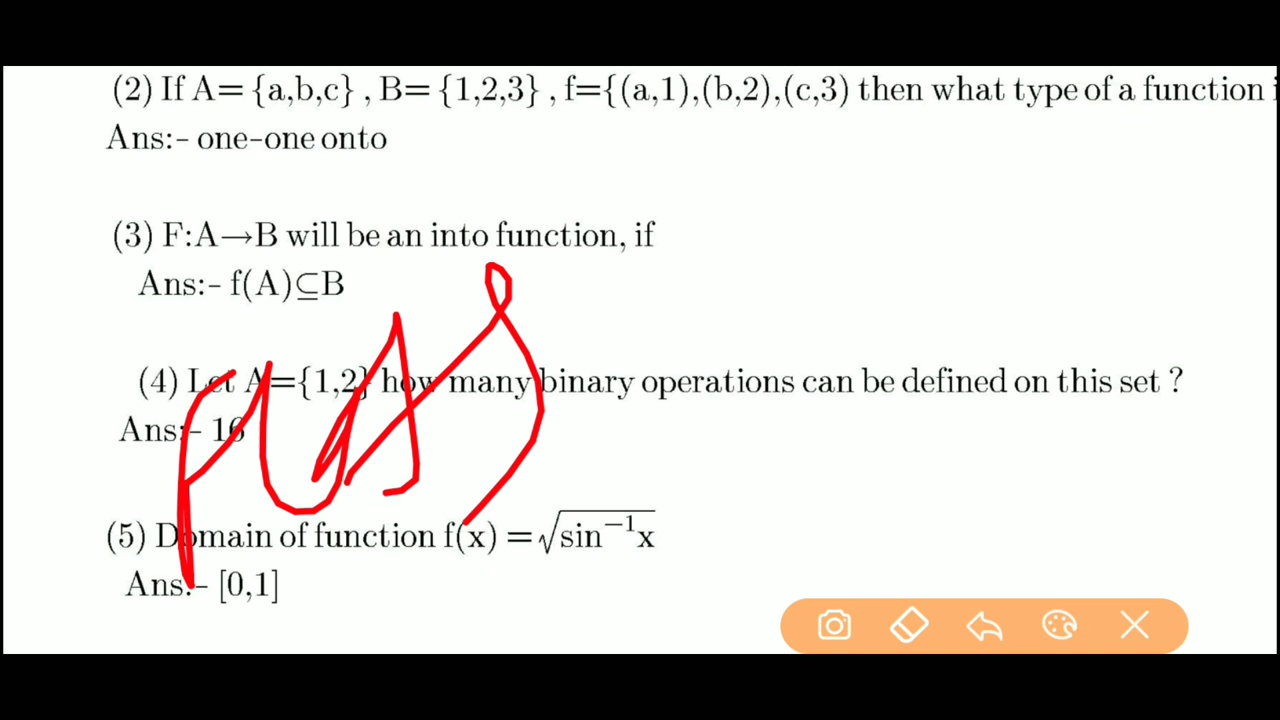 (2) If A= {a,b,c} , B= {1,2,3} , f={(a,1),(b,2),(c,3) then what type of a function
Ans:- one-one onto
(3) F:A→B will be an into function, if
Ans:- f(A)⊆B
(4) Let A={1,2} how many binary operations can be defined on this set ?
Ans:- 16
(5) Domain of function f(x) = √sin⁻¹x
Ans:- [0,1]